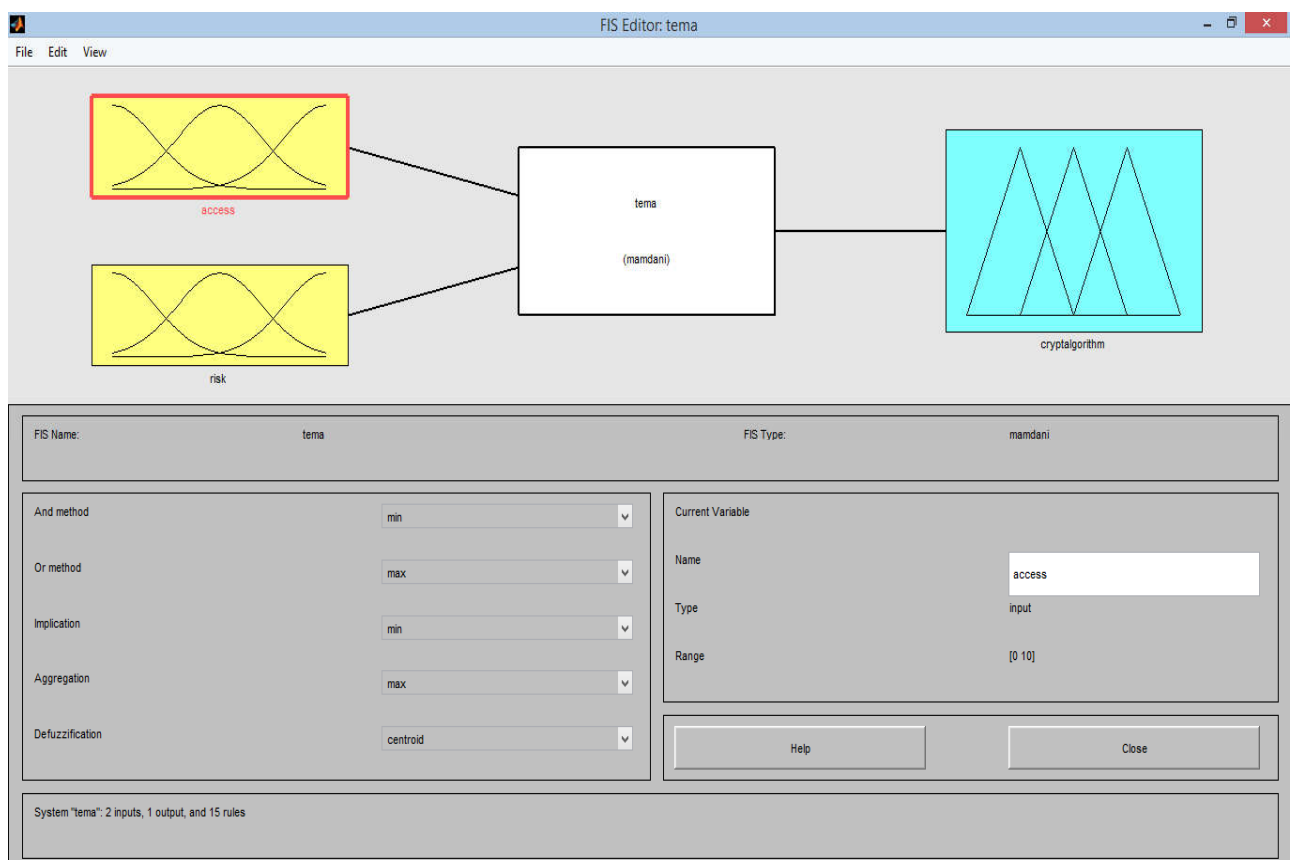 FIS Editor: tema
File Edit View
access
risk
tema
(mamdani)
cryptalgorithm
FIS Name: tema FIS Type: mamdani
And method min
Or method max
Implication min
Aggregation max
Defuzzification centroid
Current Variable
Name access
Type input
Range [0 10]
Help Close
System "tema": 2 inputs, 1 output, and 15 rules